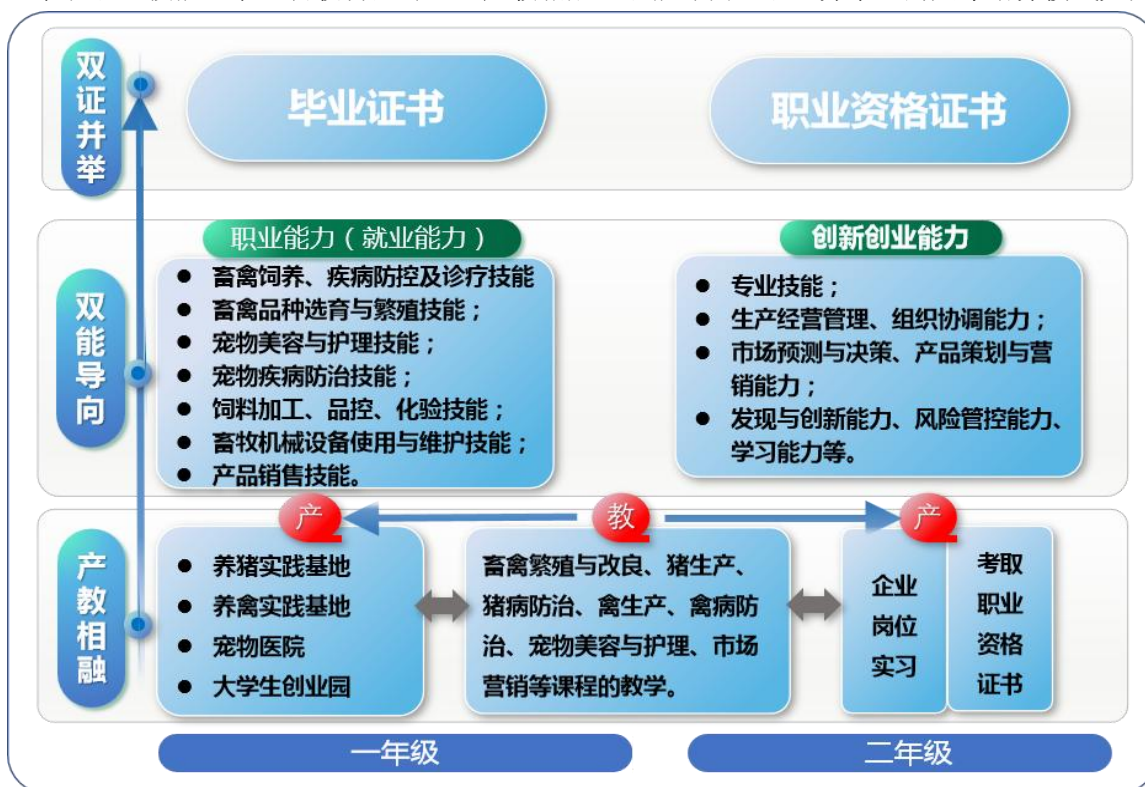 双证并举
毕业证书
职业资格证书
双能导向
职业能力（就业能力）
● 畜禽饲养、疾病防控及诊疗技能
● 畜禽品种选育与繁殖技能；
● 宠物美容与护理技能；
● 宠物疾病防治技能；
● 饲料加工、品控、化验技能；
● 畜牧机械设备使用与维护技能；
● 产品销售技能。
创新创业能力
● 专业技能；
● 生产经营管理、组织协调能力；
● 市场预测与决策、产品策划与营
销能力；
● 发现与创新能力、风险管控能力、
学习能力等。
产教相融
产
教
产
● 养猪实践基地
● 养禽实践基地
● 宠物医院
● 大学生创业园
畜禽繁殖与改良、猪生产、
猪病防治、禽生产、禽病防
治、宠物美容与护理、市场
营销等课程的教学。
企业
岗位
实习
考取
职业
资格
证书
一年级
二年级